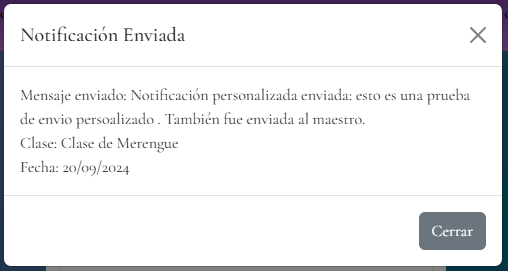 Notificación Enviada
Mensaje enviado: Notificación personalizada enviada: esto es una prueba
de envio persoalizado . También fue enviada al maestro.
Clase: Clase de Merengue
Fecha: 20/09/2024
Cerrar